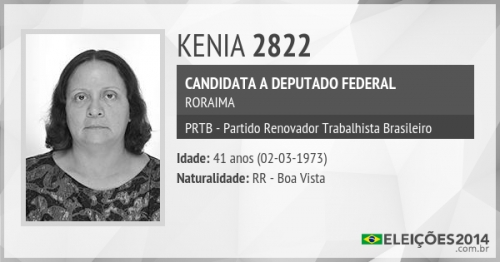 KENIA 2822
CANDIDATA A DEPUTADO FEDERAL
RORAIMA
PRTB - Partido Renovador Trabalhista Brasileiro
Idade: 41 anos (02-03-1973)
Naturalidade: RR - Boa Vista
ELEIÇÕES2014
.com.br